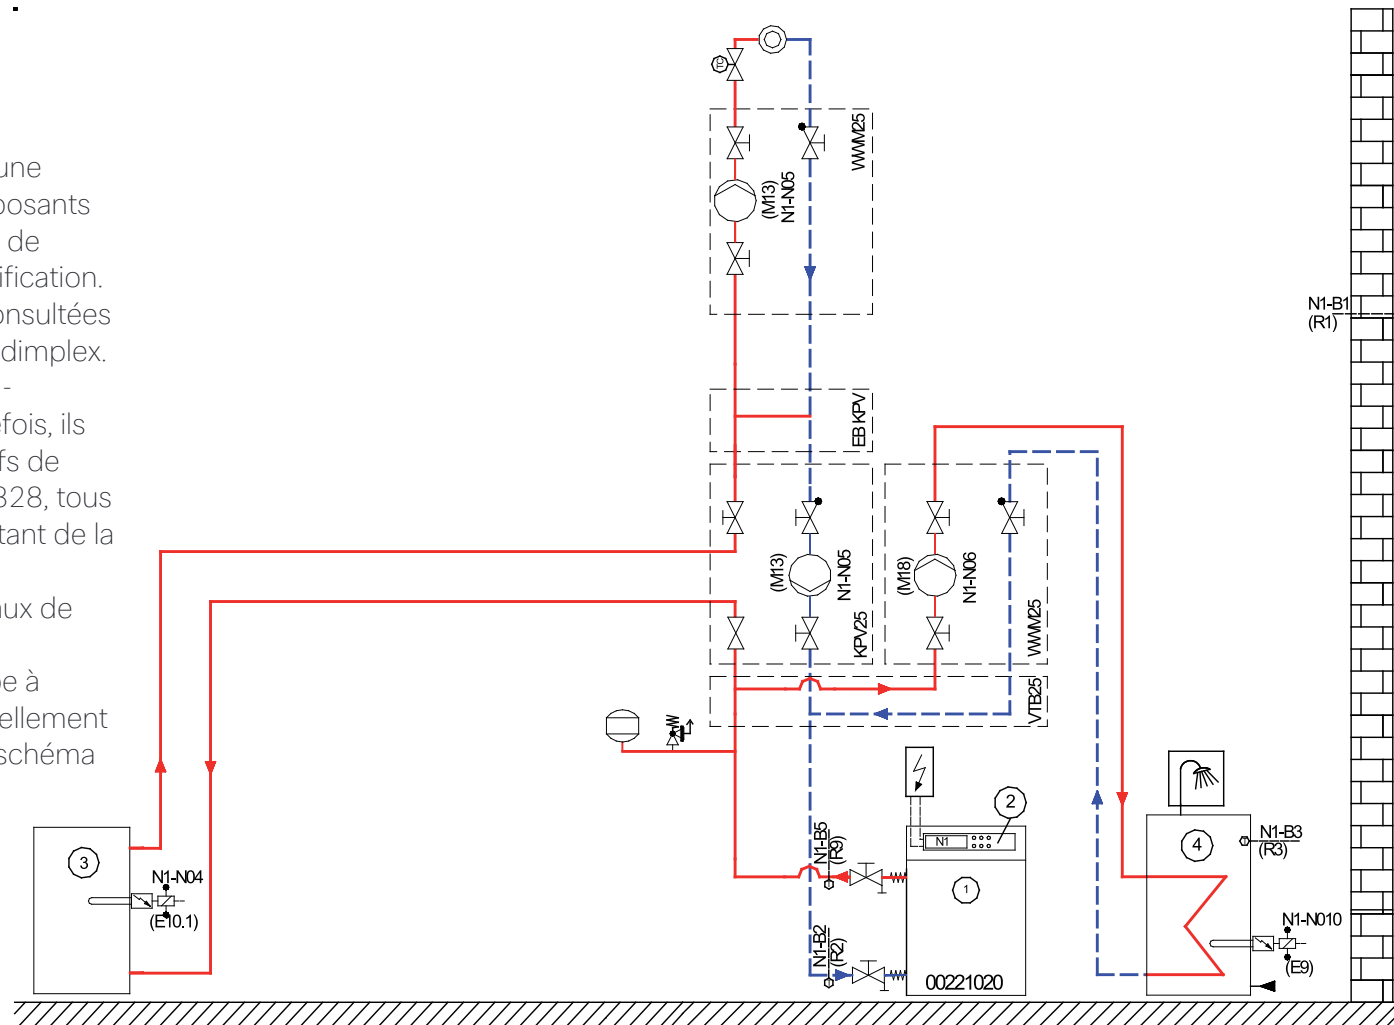 une
posants
de
ification.
onsultées
dimplex.
-
efois, ils
fs de
328, tous
tant de la
aux de
e à
ellement
schéma
TC
WWM25
(M13)
N1-N05
N1-B1
(R1)
EB KPV
(M13)
N1-N05
KPV25
(M18)
N1-N06
WWM25
VTB25
N1-B5
(R9)
2
N1
1
N1-B2
(R2)
00221020
3
N1-N04
(E10.1)
4
N1-B3
(R3)
N1-N010
(E9)